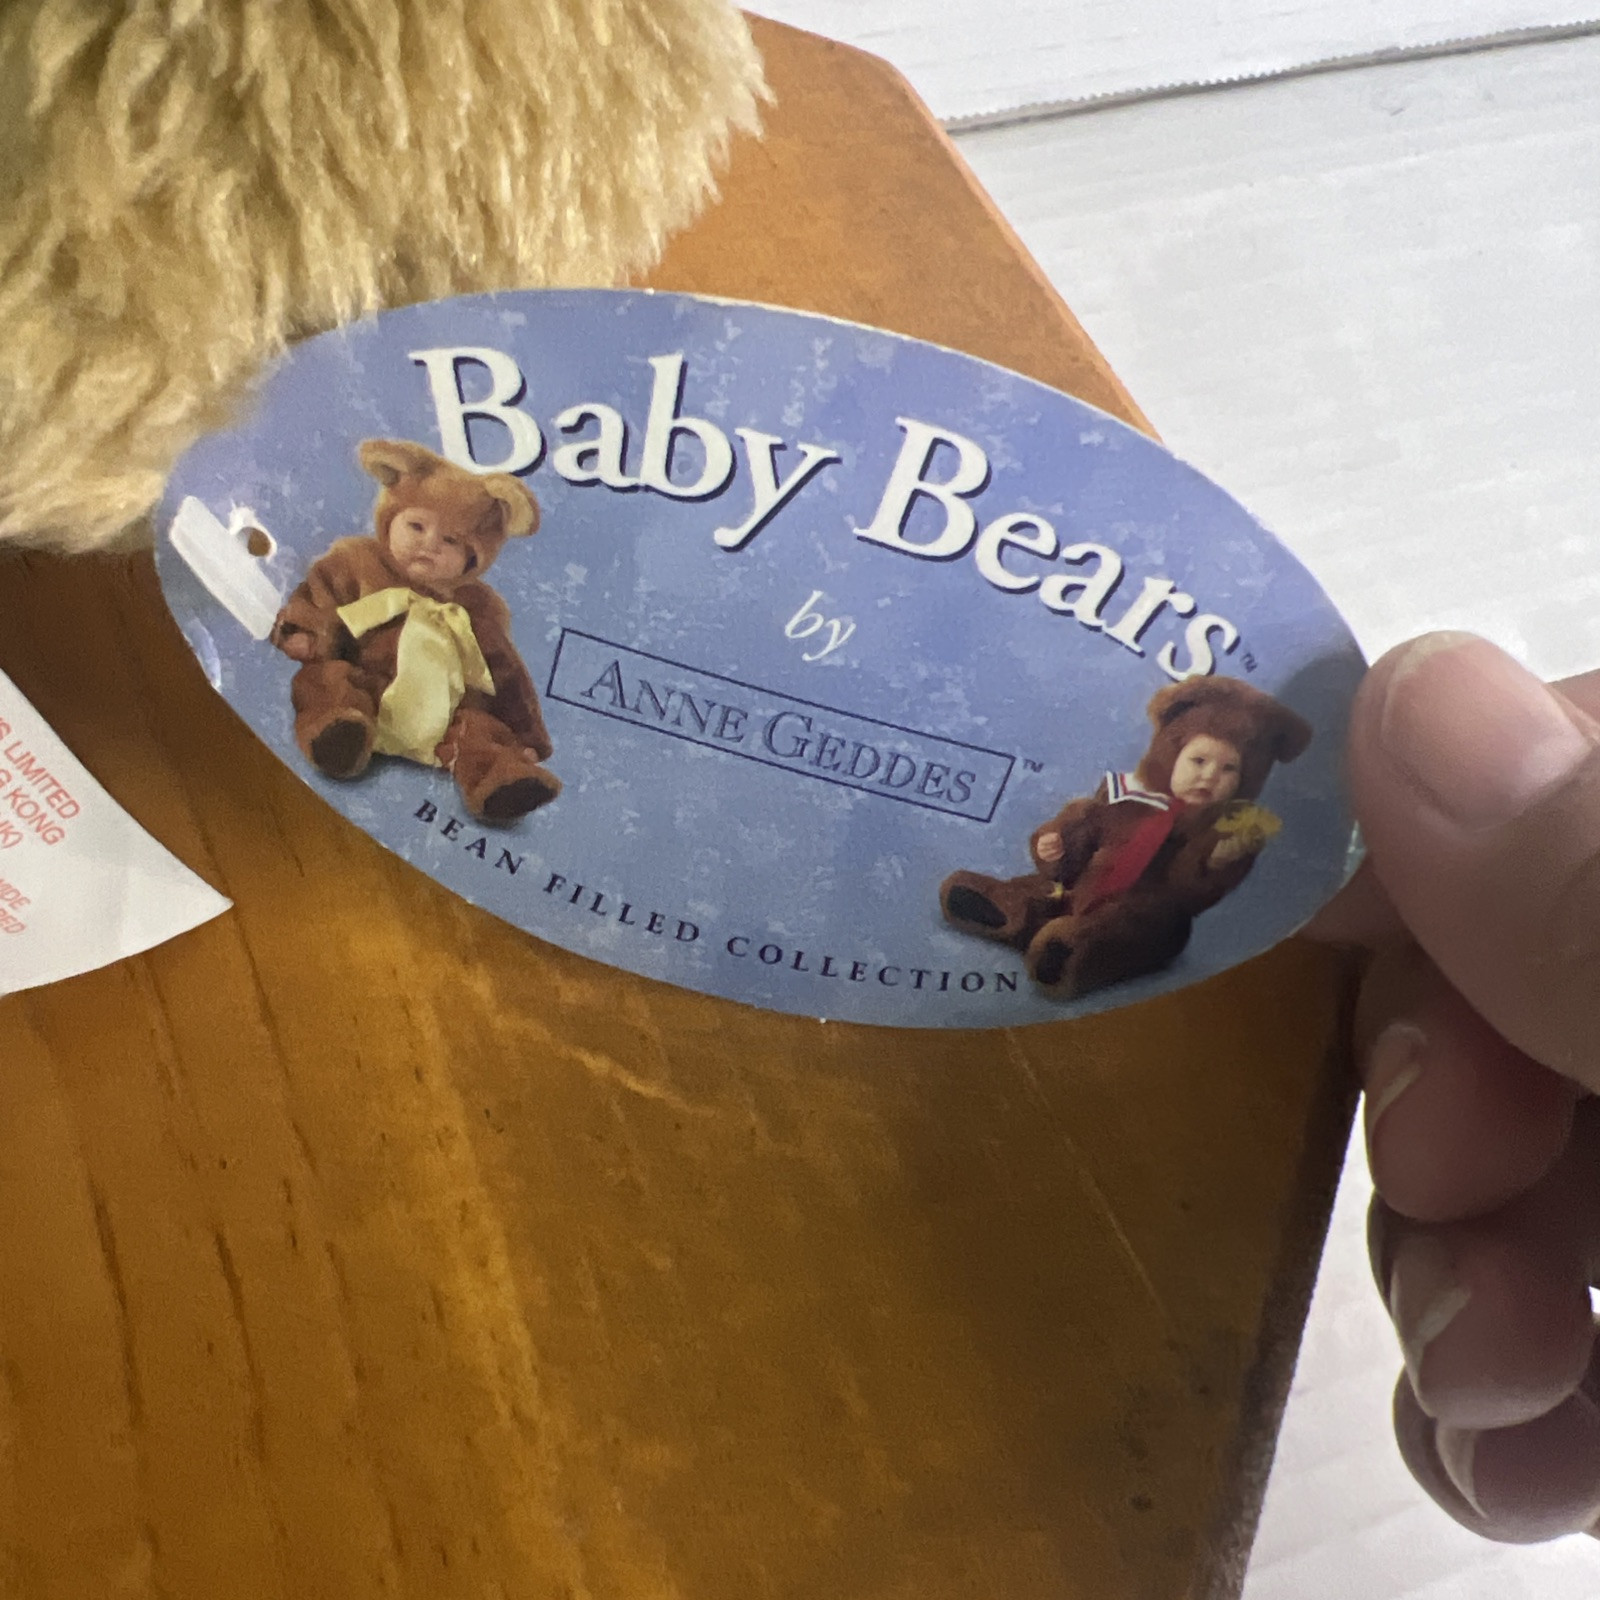 Baby Bears™
by
ANNE GEDDES™
BEAN FILLED COLLECTION
LIMITED
KONG